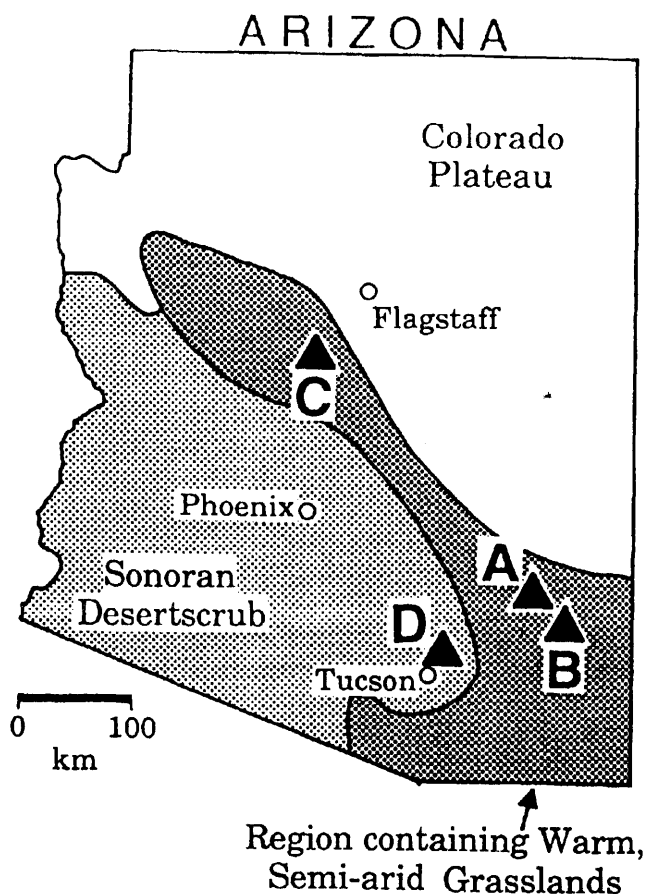 ARIZONA
Colorado
Plateau
Flagstaff
C
Phoenix
A
Sonoran
Desertscrub
D
B
Tucson
0 100
km
Region containing Warm,
Semi-arid Grasslands